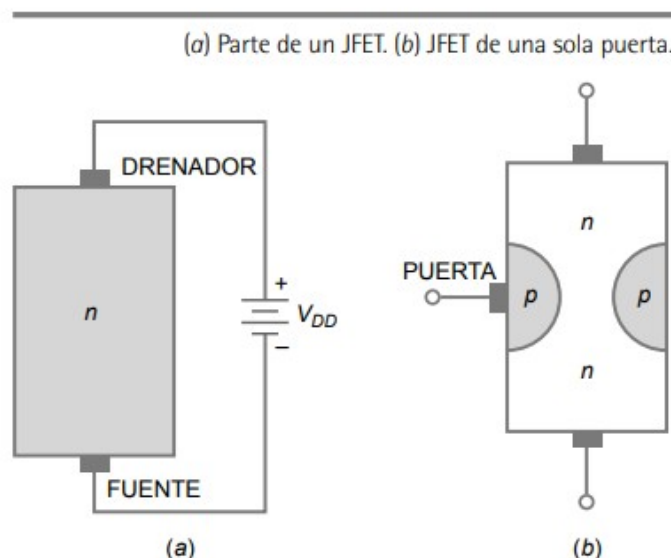 (a) Parte de un JFET. (b) JFET de una sola puerta.
DRENADOR
n
+
V_DD
–
FUENTE
(a)
n
PUERTA
p
p
n
(b)